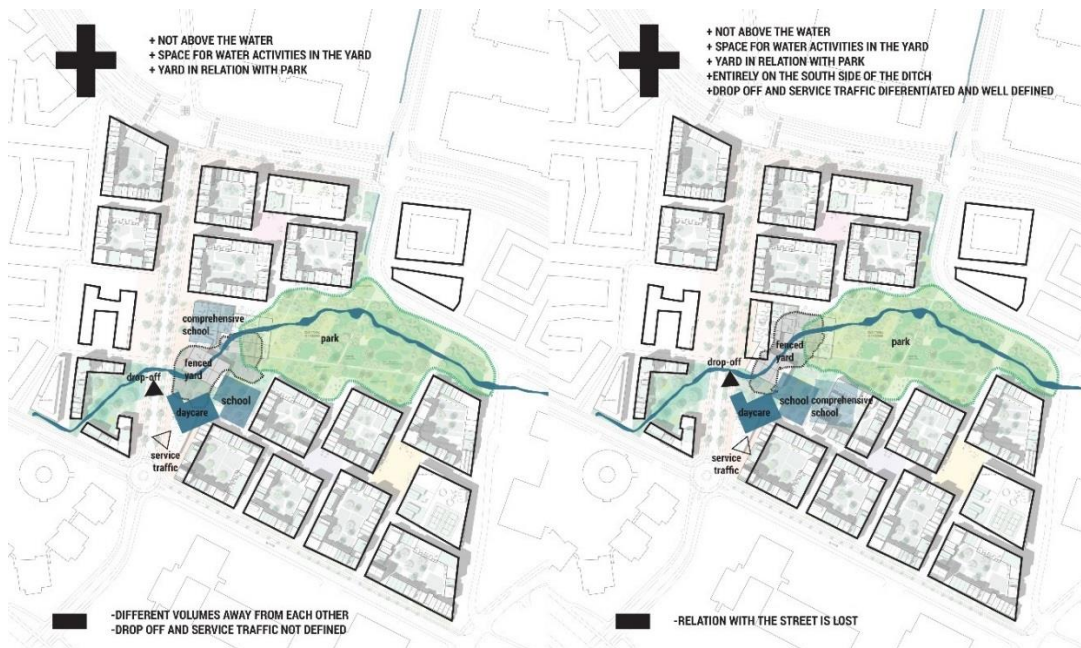 + NOT ABOVE THE WATER
+ SPACE FOR WATER ACTIVITIES IN THE YARD
+ YARD IN RELATION WITH PARK
comprehensive
school
park
fenced
yard
drop-off
school
daycare
service
traffic
-DIFFERENT VOLUMES AWAY FROM EACH OTHER
-DROP OFF AND SERVICE TRAFFIC NOT DEFINED
+ NOT ABOVE THE WATER
+ SPACE FOR WATER ACTIVITIES IN THE YARD
+ YARD IN RELATION WITH PARK
+ENTIRELY ON THE SOUTH SIDE OF THE DITCH
+DROP OFF AND SERVICE TRAFFIC DIFERENTIATED AND WELL DEFINED
park
fenced
yard
drop-off
school comprehensive
school
daycare
service
traffic
-RELATION WITH THE STREET IS LOST